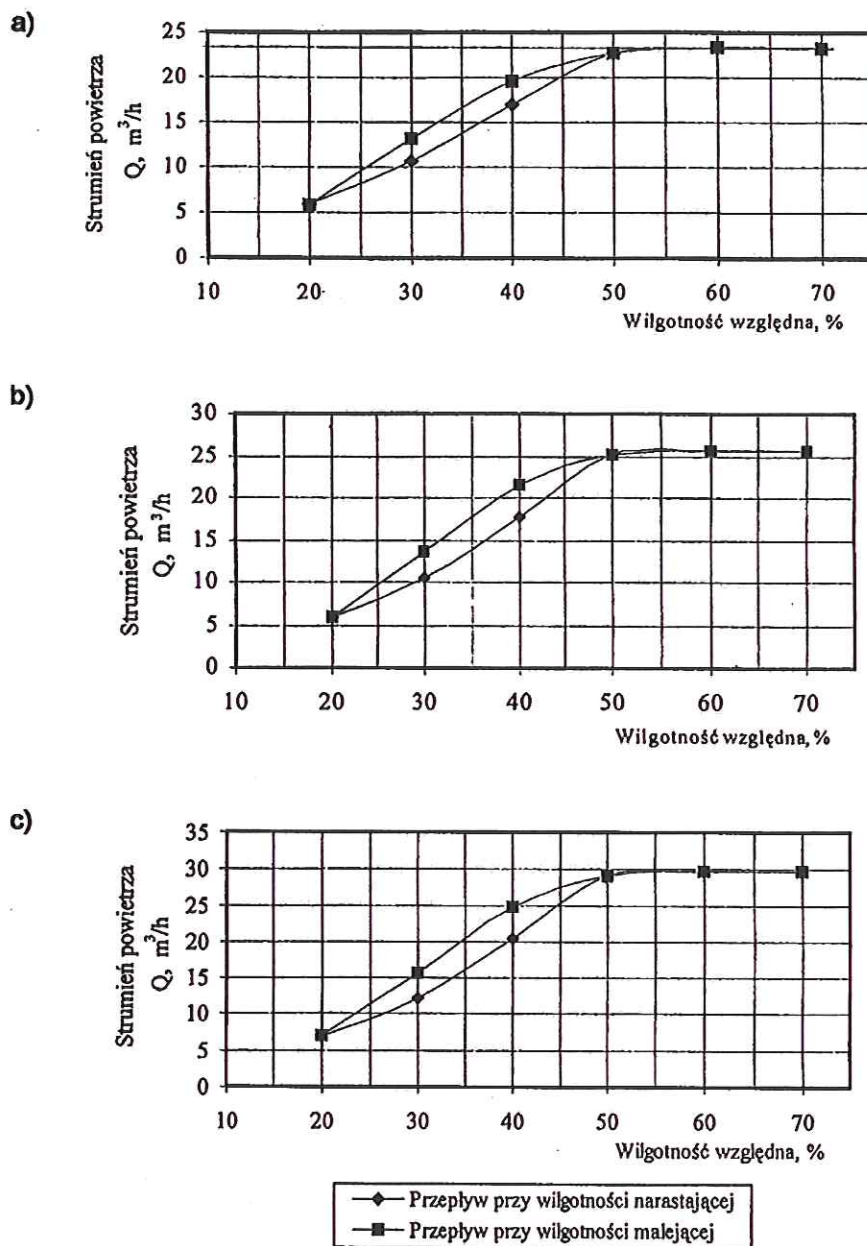 a)
Strumień powietrza
Q, m³/h
25
20
15
10
5
0
10 20 30 40 50 60 70
Wilgotność względna, %
b)
Strumień powietrza
Q, m³/h
30
25
20
15
10
5
0
10 20 30 40 50 60 70
Wilgotność względna, %
c)
Strumień powietrza
Q, m³/h
35
30
25
20
15
10
5
0
10 20 30 40 50 60 70
Wilgotność względna, %
Przepływ przy wilgotności narastającej
Przepływ przy wilgotności malejącej